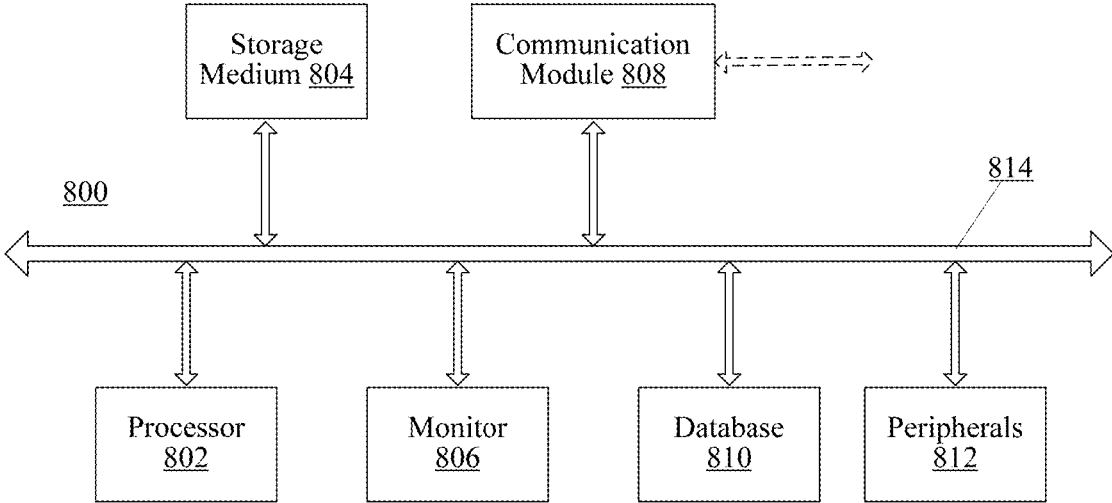 Storage
Medium 804
Communication
Module 808
800
814
Processor
802
Monitor
806
Database
810
Peripherals
812